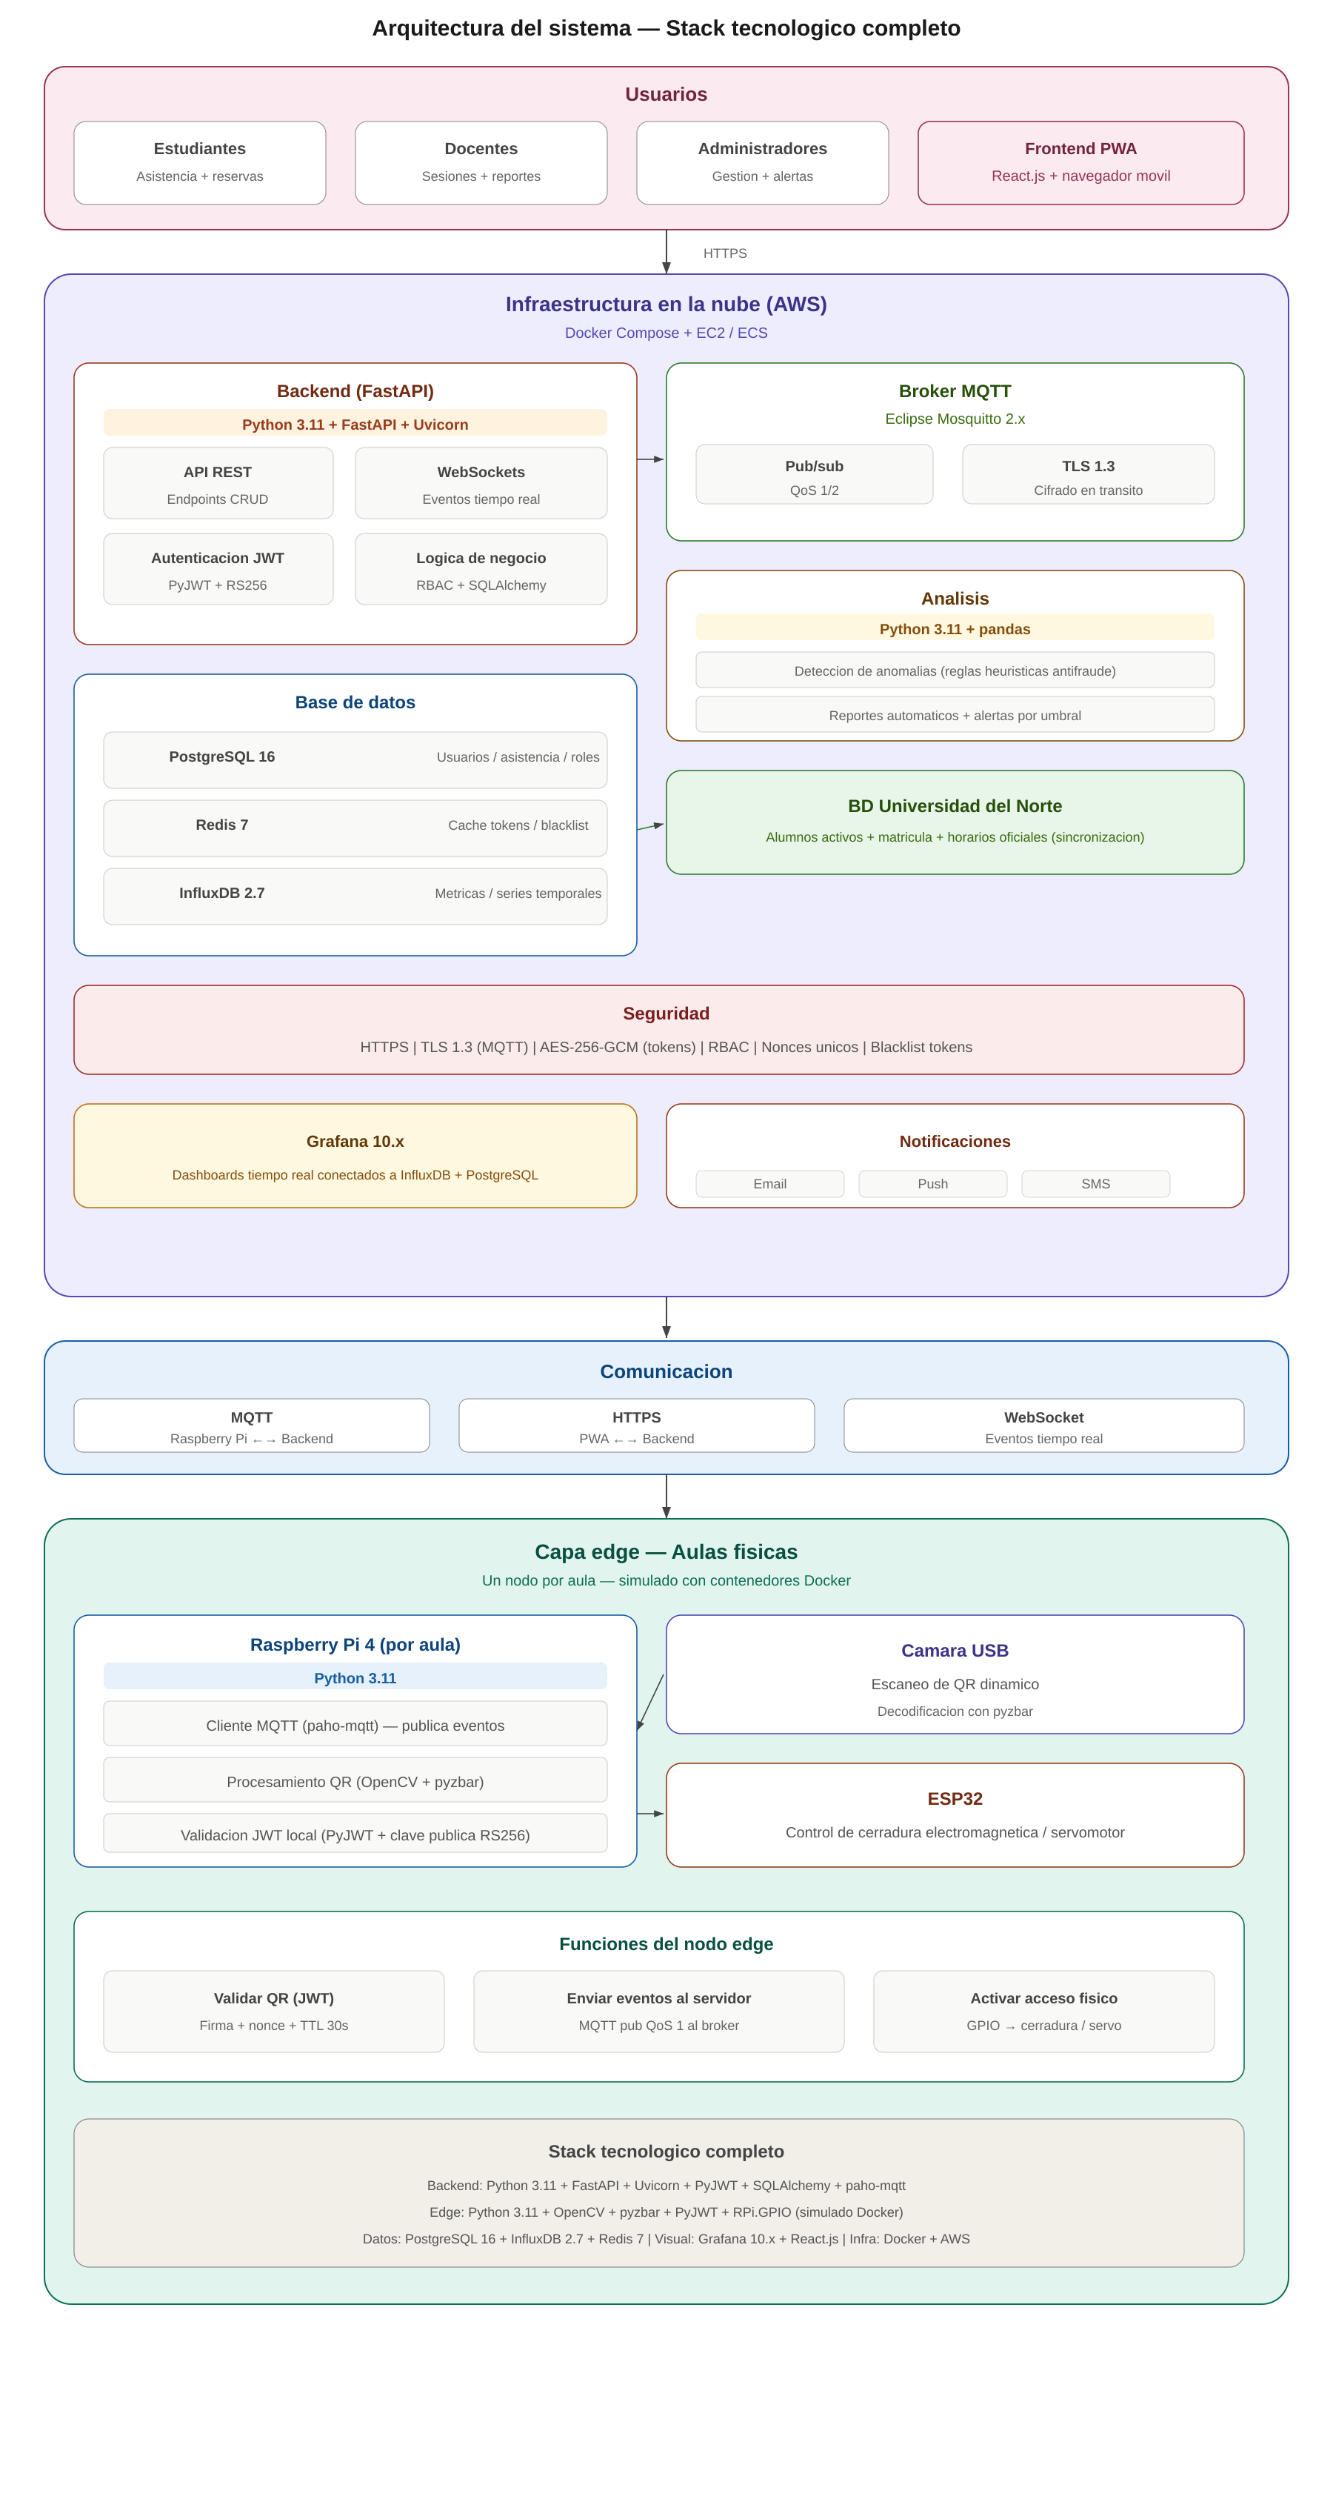 Arquitectura del sistema — Stack tecnologico completo
Usuarios
Estudiantes
Asistencia + reservas
Docentes
Sesiones + reportes
Administradores
Gestion + alertas
Frontend PWA
React.js + navegador movil
HTTPS
Infraestructura en la nube (AWS)
Docker Compose + EC2 / ECS
Backend (FastAPI)
Python 3.11 + FastAPI + Uvicorn
API REST
Endpoints CRUD
WebSockets
Eventos tiempo real
Autenticacion JWT
PyJWT + RS256
Logica de negocio
RBAC + SQLAlchemy
Broker MQTT
Eclipse Mosquitto 2.x
Pub/sub
QoS 1/2
TLS 1.3
Cifrado en transito
Analisis
Python 3.11 + pandas
Deteccion de anomalias (reglas heuristicas antifraude)
Reportes automaticos + alertas por umbral
Base de datos
PostgreSQL 16 Usuarios / asistencia / roles
Redis 7 Cache tokens / blacklist
InfluxDB 2.7 Metricas / series temporales
BD Universidad del Norte
Alumnos activos + matricula + horarios oficiales (sincronizacion)
Seguridad
HTTPS | TLS 1.3 (MQTT) | AES-256-GCM (tokens) | RBAC | Nonces unicos | Blacklist tokens
Grafana 10.x
Dashboards tiempo real conectados a InfluxDB + PostgreSQL
Notificaciones
Email Push SMS
Comunicacion
MQTT
Raspberry Pi ←→ Backend
HTTPS
PWA ←→ Backend
WebSocket
Eventos tiempo real
Capa edge — Aulas fisicas
Un nodo por aula — simulado con contenedores Docker
Raspberry Pi 4 (por aula)
Python 3.11
Cliente MQTT (paho-mqtt) — publica eventos
Procesamiento QR (OpenCV + pyzbar)
Validacion JWT local (PyJWT + clave publica RS256)
Camara USB
Escaneo de QR dinamico
Decodificacion con pyzbar
ESP32
Control de cerradura electromagnetica / servomotor
Funciones del nodo edge
Validar QR (JWT)
Firma + nonce + TTL 30s
Enviar eventos al servidor
MQTT pub QoS 1 al broker
Activar acceso fisico
GPIO → cerradura / servo
Stack tecnologico completo
Backend: Python 3.11 + FastAPI + Uvicorn + PyJWT + SQLAlchemy + paho-mqtt
Edge: Python 3.11 + OpenCV + pyzbar + PyJWT + RPi.GPIO (simulado Docker)
Datos: PostgreSQL 16 + InfluxDB 2.7 + Redis 7 | Visual: Grafana 10.x + React.js | Infra: Docker + AWS